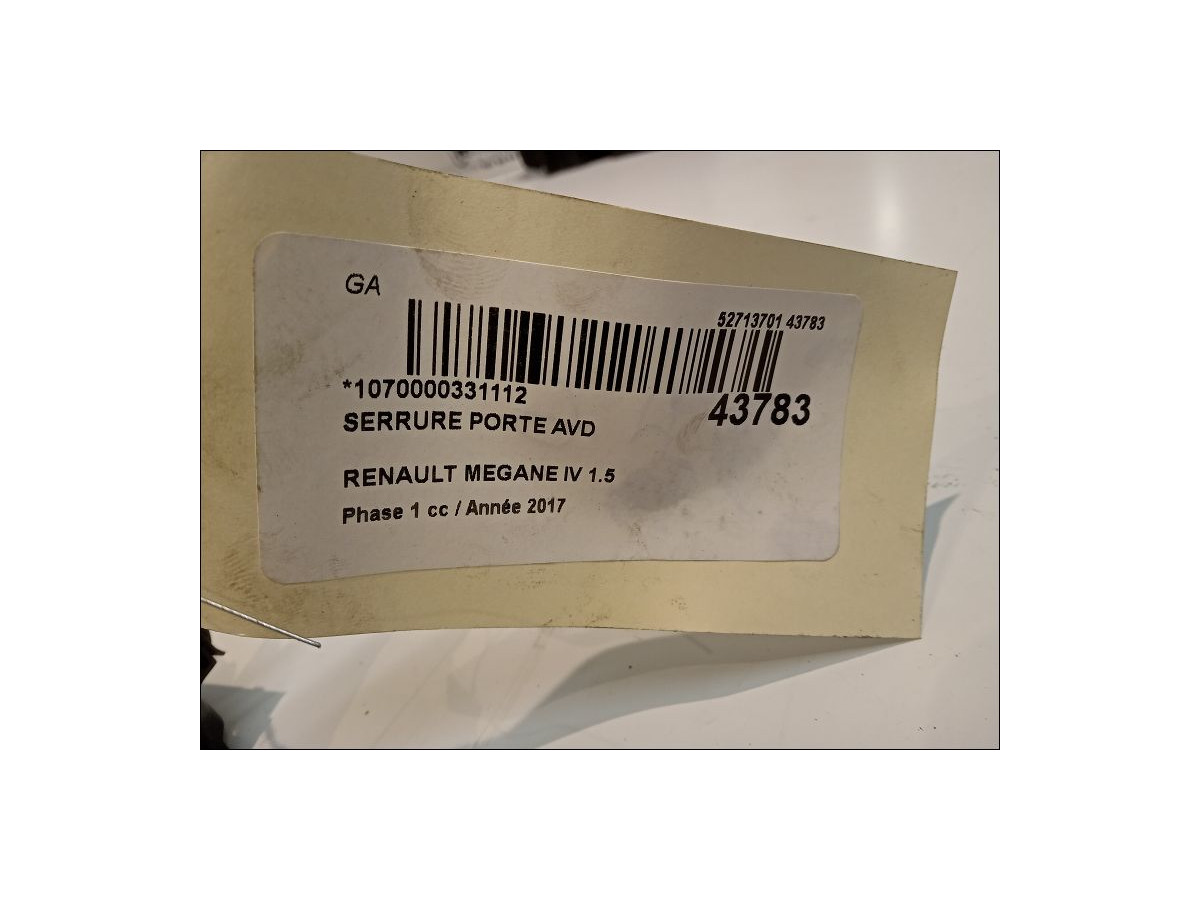 GA
52713701 43783
*1070000331112
43783
SERRURE PORTE AVD
RENAULT MEGANE IV 1.5
Phase 1 cc / Année 2017